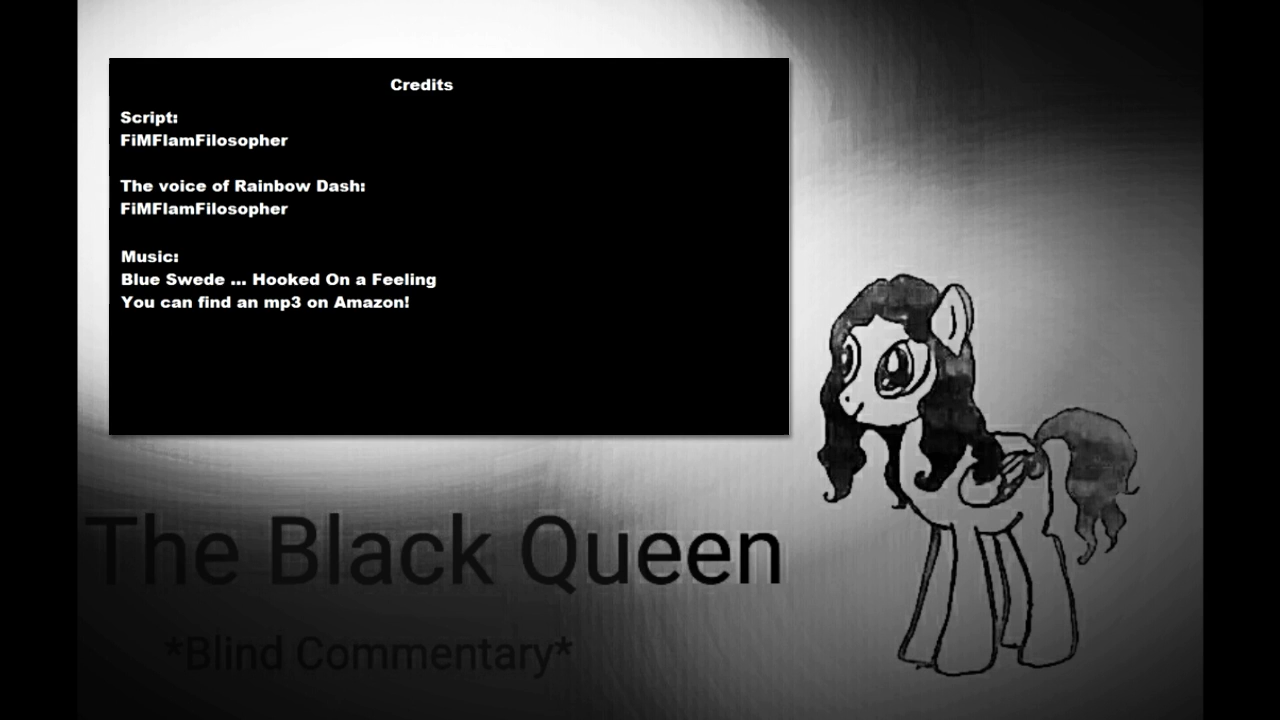 Credits
Script:
FiMFlamFilosopher
The voice of Rainbow Dash:
FiMFlamFilosopher
Music:
Blue Swede ... Hooked On a Feeling
You can find an mp3 on Amazon!
The Black Queen
*Blind Commentary*